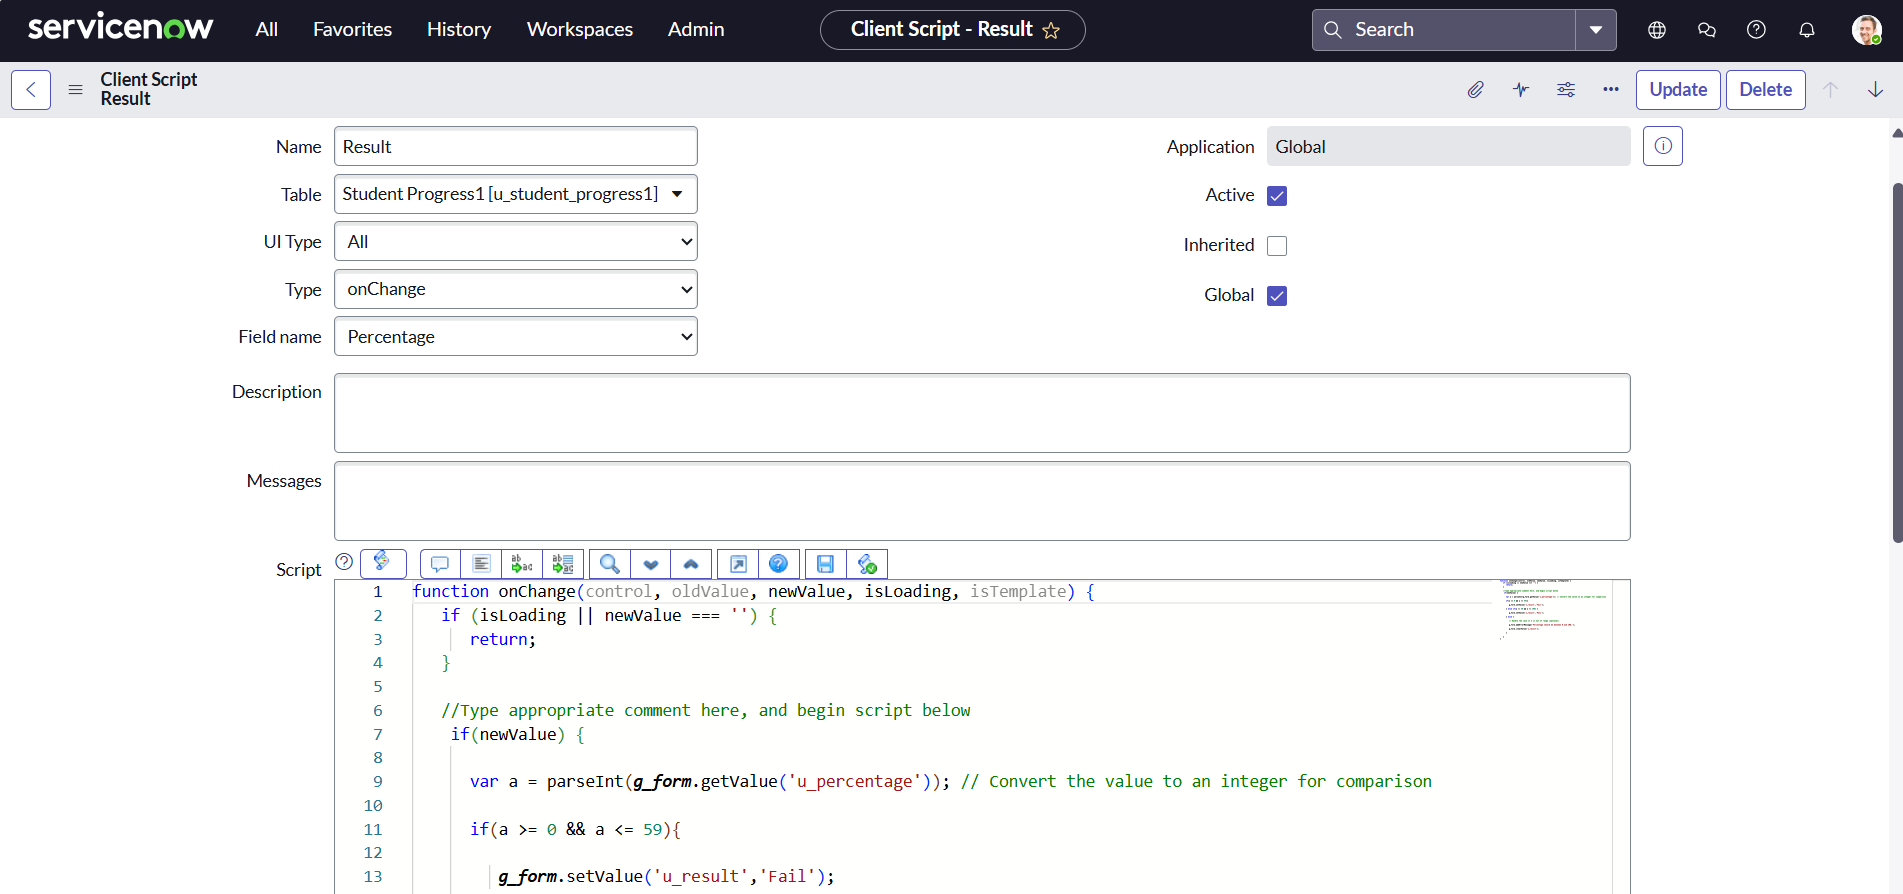 servicenow All Favorites History Workspaces Admin Client Script - Result Search
Client Script
Result
Update Delete
Name Result
Application Global
Table Student Progress1 [u_student_progress1]
Active
UI Type All
Inherited
Type onChange
Global
Field name Percentage
Description
Messages
Script
1 function onChange(control, oldValue, newValue, isLoading, isTemplate) {
2 if (isLoading || newValue === '') {
3 return;
4 }
5
6 //Type appropriate comment here, and begin script below
7 if(newValue) {
8
9 var a = parseInt(g_form.getValue('u_percentage')); // Convert the value to an integer for comparison
10
11 if(a >= 0 && a <= 59){
12
13 g_form.setValue('u_result','Fail');